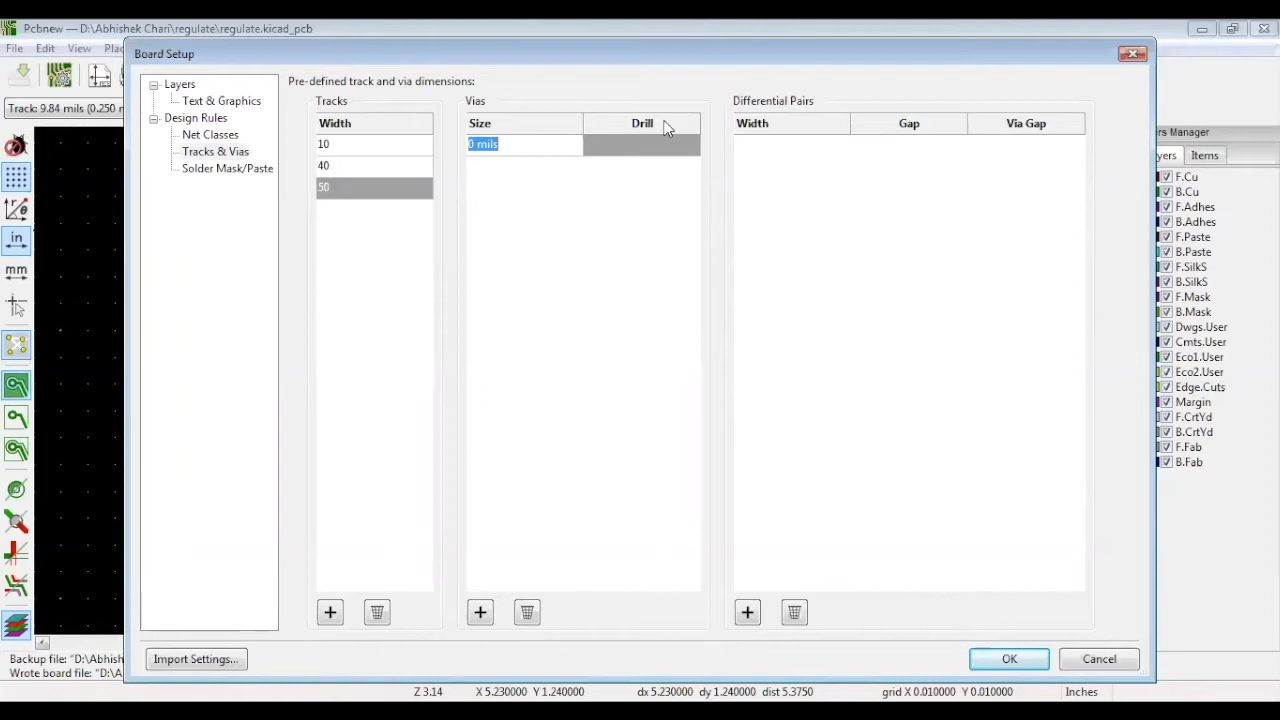 Pcbnew — D:\Abhishek Chari\regulate\regulate.kicad_pcb
File Edit View
Board Setup
Track: 9.84 mils (0.250
Layers
Text & Graphics
Design Rules
Net Classes
Tracks & Vias
Solder Mask/Paste
Pre-defined track and via dimensions:
Tracks
Width
10
40
50
Vias
Size Drill
0 mils
Differential Pairs
Width Gap Via Gap
in
mm
Manager
Items
F.Cu
B.Cu
F.Adhes
B.Adhes
F.Paste
B.Paste
F.SilkS
B.SilkS
F.Mask
B.Mask
Dwgs.User
Cmts.User
Eco1.User
Eco2.User
Edge.Cuts
Margin
F.CrtYd
B.CrtYd
F.Fab
B.Fab
Import Settings...
OK
Cancel
Backup file: "D:\Abhish
Wrote board file: "D:\A
Z 3.14 X 5.230000 Y 1.240000 dx 5.230000 dy 1.240000 dist 5.3750 grid X 0.010000 Y 0.010000 Inches